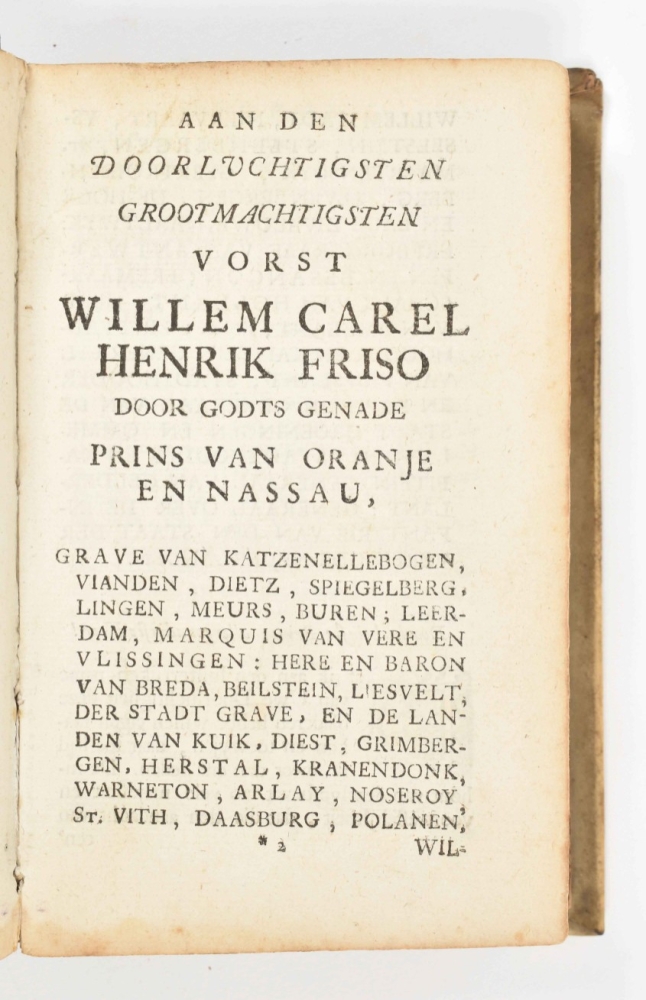 AAN DEN
DOORLVCHTIGSTEN
GROOTMACHTIGSTEN
VORST
WILLEM CAREL
HENRIK FRISO
DOOR GODTS GENADE
PRINS VAN ORANJE
EN NASSAU,
GRAVE VAN KATZENELLEBOGEN,
VIANDEN, DIETZ, SPIEGELBERG,
LINGEN, MEURS, BUREN; LEER-
DAM, MARQUIS VAN VERE EN
VLISSINGEN: HERE EN BARON
VAN BREDA, BEILSTEIN, LIESVELT,
DER STADT GRAVE, EN DE LAN-
DEN VAN KUIK, DIEST, GRIMBER-
GEN, HERSTAL, KRANENDONK,
WARNETON, ARLAY, NOSEROY,
ST. VITH, DAASBURG, POLANEN,
* 2 WIL-